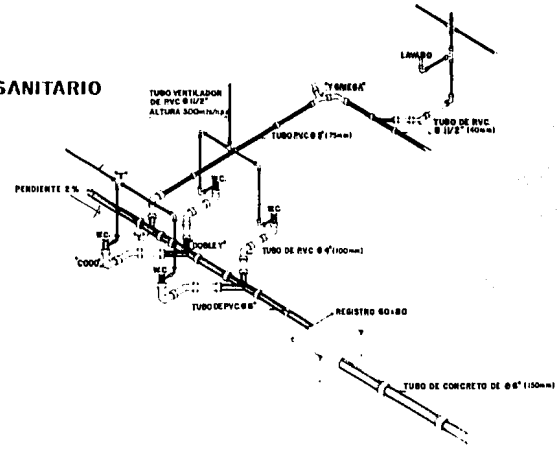 SANITARIO
LAVABO
"Y GRIEGA"
TUBO VENTILADOR
DE PVC Ø 1 1/2"
ALTURA
TUBO DE PVC.
Ø 1 1/2" (40mm)
TUBO PVC Ø 3" (75mm)
PENDIENTE 2%
"Y"
W.C.
W.C.
W.C.
"DOBLE Y"
"Y"
W.C.
"CODO"
W.C.
TUBO DE PVC Ø 4" (100mm)
TUBO DE PVC Ø 6"
REGISTRO 60x80
TUBO DE CONCRETO DE Ø 6" (150mm)